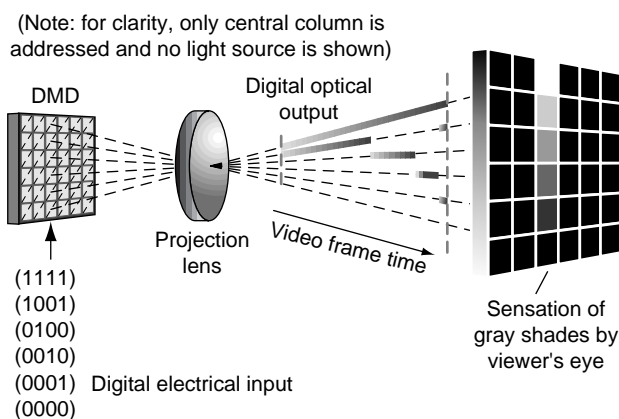 (Note: for clarity, only central column is
addressed and no light source is shown)
DMD
Digital optical
output
Projection
lens
Video frame time
(1111)
(1001)
(0100)
(0010)
(0001)
(0000)
Digital electrical input
Sensation of
gray shades by
viewer's eye